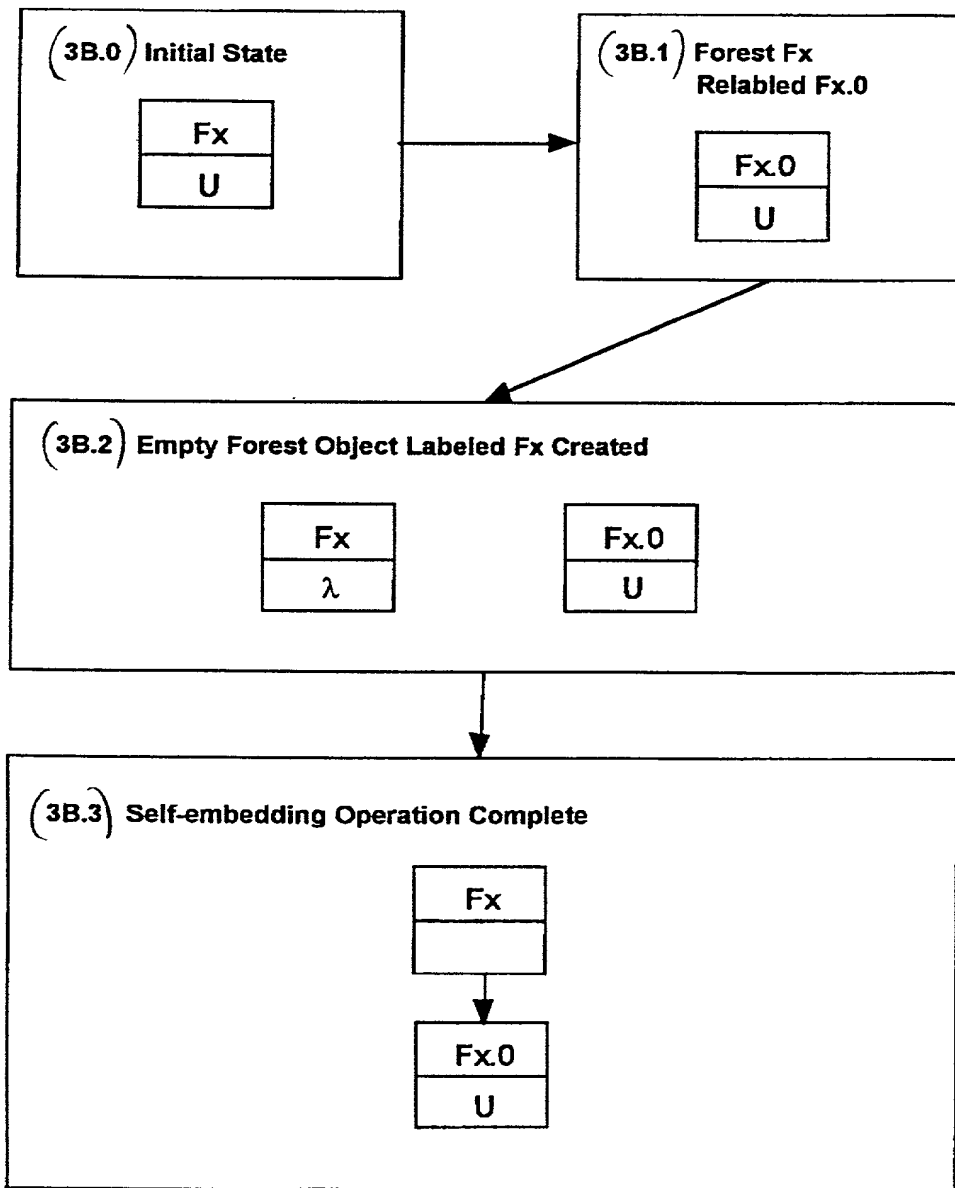 (3B.0) Initial State
Fx
U
(3B.1) Forest Fx
Relabled Fx.0
Fx.0
U
(3B.2) Empty Forest Object Labeled Fx Created
Fx
λ
Fx.0
U
(3B.3) Self-embedding Operation Complete
Fx
Fx.0
U